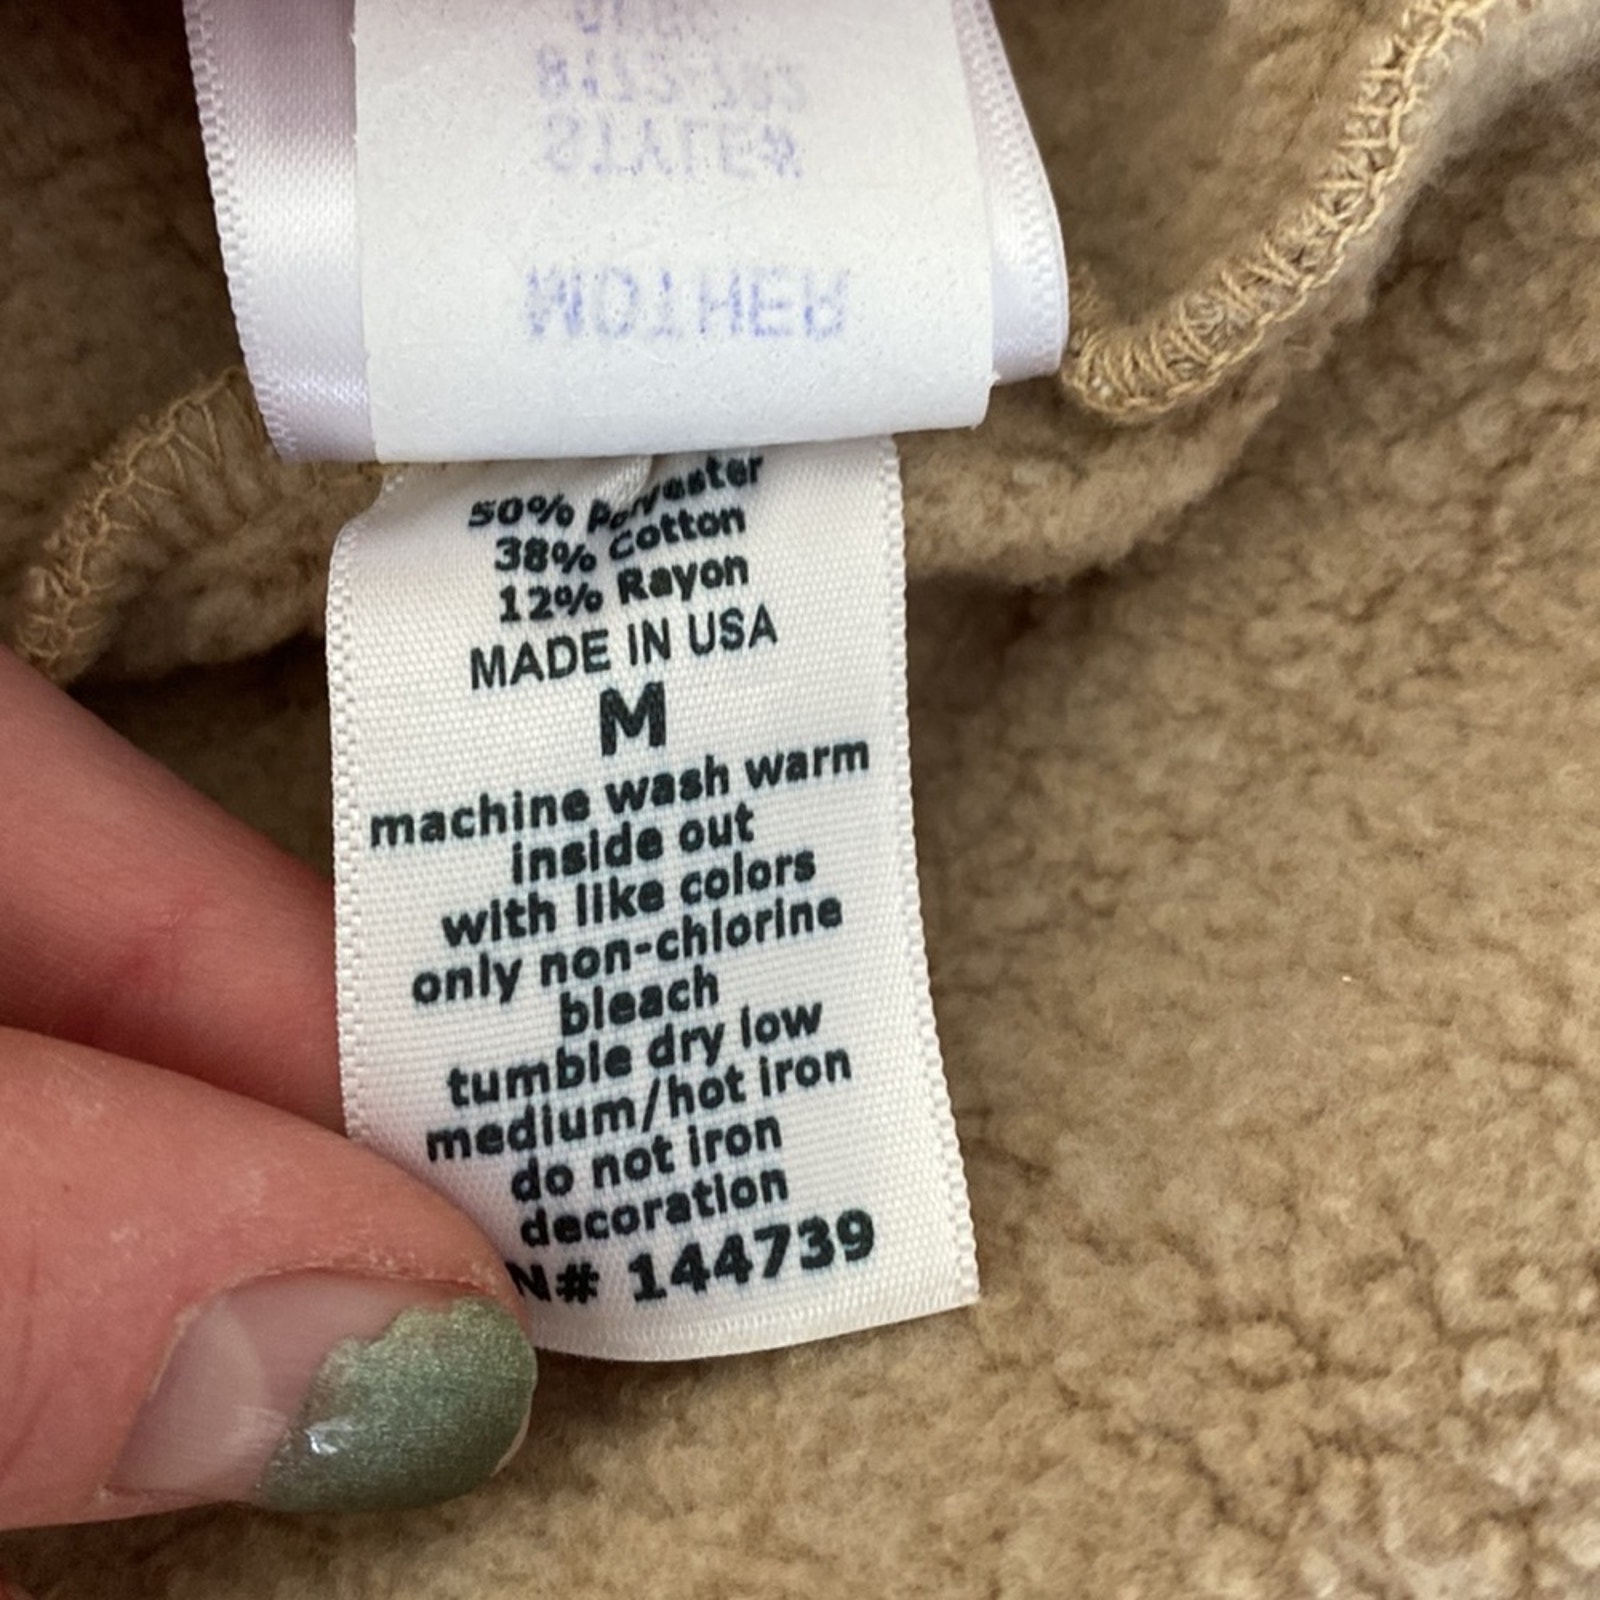 STYLE#
MOTHER
50% Polyester
38% Cotton
12% Rayon
MADE IN USA
M
machine wash warm
inside out
with like colors
only non-chlorine
bleach
tumble dry low
medium/hot iron
do not iron
decoration
N# 144739